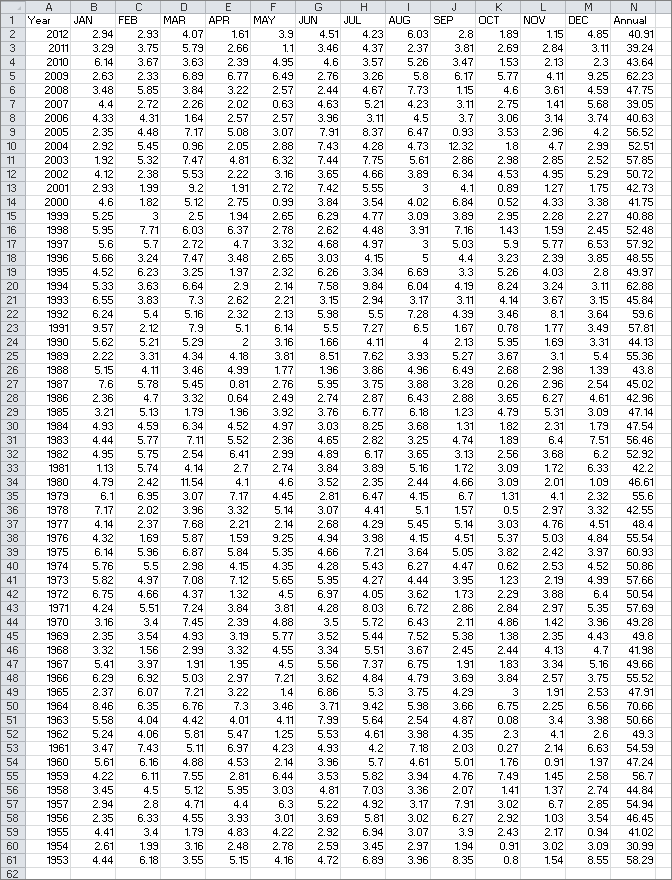 A B C D E F G H I J K L M N
1 Year JAN FEB MAR APR MAY JUN JUL AUG SEP OCT NOV DEC Annual
2 2012 2.94 2.93 4.07 1.61 3.9 4.51 4.23 6.03 2.8 1.89 1.15 4.85 40.91
3 2011 3.29 3.75 5.79 2.66 1.1 3.46 4.37 2.37 3.81 2.69 2.84 3.11 39.24
4 2010 6.14 3.67 3.63 2.39 4.95 4.6 3.57 5.26 3.47 1.53 2.13 2.3 43.64
5 2009 2.63 2.33 6.89 6.77 6.49 2.76 3.26 5.8 6.17 5.77 4.11 9.25 62.23
6 2008 3.48 5.85 3.84 3.22 2.57 2.44 4.67 7.73 1.15 4.6 3.61 4.59 47.75
7 2007 4.4 2.72 2.26 2.02 0.63 4.63 5.21 4.23 3.11 2.75 1.41 5.68 39.05
8 2006 4.33 4.31 1.64 2.57 2.57 3.96 3.11 4.5 3.7 3.06 3.14 3.74 40.63
9 2005 2.35 4.48 7.17 5.08 3.07 7.91 8.37 6.47 0.93 3.53 2.96 4.2 56.52
10 2004 2.92 5.45 0.96 2.05 2.88 7.43 4.28 4.73 12.32 1.8 4.7 2.99 52.51
11 2003 1.92 5.32 7.47 4.81 6.32 7.44 7.75 5.61 2.86 2.98 2.85 2.52 57.85
12 2002 4.12 2.38 5.53 2.22 3.16 3.65 4.66 3.89 6.34 4.53 4.95 5.29 50.72
13 2001 2.93 1.99 9.2 1.91 2.72 7.42 5.55 3 4.1 0.89 1.27 1.75 42.73
14 2000 4.6 1.82 5.12 2.75 0.99 3.84 3.54 4.02 6.84 0.52 4.33 3.38 41.75
15 1999 5.25 3 2.5 1.94 2.65 6.29 4.77 3.09 3.89 2.95 2.28 2.27 40.88
16 1998 5.95 7.71 6.03 6.37 2.78 2.62 4.48 3.91 7.16 1.43 1.59 2.45 52.48
17 1997 5.6 5.7 2.72 4.7 3.32 4.68 4.97 3 5.03 5.9 5.77 6.53 57.92
18 1996 5.66 3.24 7.47 3.48 2.65 3.03 4.15 5 4.4 3.23 2.39 3.85 48.55
19 1995 4.52 6.23 3.25 1.97 2.32 6.26 3.34 6.69 3.3 5.26 4.03 2.8 49.97
20 1994 5.33 3.63 6.64 2.9 2.14 7.58 9.84 6.04 4.19 8.24 3.24 3.11 62.88
21 1993 6.55 3.83 7.3 2.62 2.21 3.15 2.94 3.17 3.11 4.14 3.67 3.15 45.84
22 1992 6.24 5.4 5.16 2.32 2.13 5.98 5.5 7.28 4.39 3.46 8.1 3.64 59.6
23 1991 9.57 2.12 7.9 5.1 6.14 5.5 7.27 6.5 1.67 0.78 1.77 3.49 57.81
24 1990 5.62 5.21 5.29 2 3.16 1.66 4.11 4 2.13 5.95 1.69 3.31 44.13
25 1989 2.22 3.31 4.34 4.18 3.81 8.51 7.62 3.93 5.27 3.67 3.1 5.4 55.36
26 1988 5.15 4.11 3.46 4.99 1.77 1.96 3.86 4.96 6.49 2.68 2.98 1.39 43.8
27 1987 7.6 5.78 5.45 0.81 2.76 5.95 3.75 3.88 3.28 0.26 2.96 2.54 45.02
28 1986 2.36 4.7 3.32 0.64 2.49 2.74 2.87 6.43 2.88 3.65 6.27 4.61 42.96
29 1985 3.21 5.13 1.79 1.96 3.92 3.76 6.77 6.18 1.23 4.79 5.31 3.09 47.14
30 1984 4.93 4.59 6.34 4.52 4.97 3.03 8.25 3.68 1.31 1.82 2.31 1.79 47.54
31 1983 4.44 5.77 7.11 5.52 2.36 4.65 2.82 3.25 4.74 1.89 6.4 7.51 56.46
32 1982 4.95 5.75 2.54 6.41 2.99 4.89 6.17 3.65 3.13 2.56 3.68 6.2 52.92
33 1981 1.13 5.74 4.14 2.7 2.74 3.84 3.89 5.16 1.72 3.09 1.72 6.33 42.2
34 1980 4.79 2.42 11.54 4.1 4.6 3.52 2.35 2.44 4.66 3.09 2.01 1.09 46.61
35 1979 6.1 6.95 3.07 7.17 4.45 2.81 6.47 4.15 6.7 1.31 4.1 2.32 55.6
36 1978 7.17 2.02 3.96 3.32 5.14 3.07 4.41 5.1 1.57 0.5 2.97 3.32 42.55
37 1977 4.14 2.37 7.68 2.21 2.14 2.68 4.29 5.45 5.14 3.03 4.76 4.51 48.4
38 1976 4.32 1.69 5.87 1.59 9.25 4.94 3.98 4.15 4.51 5.37 5.03 4.84 55.54
39 1975 6.14 5.96 6.87 5.84 5.35 4.66 7.21 3.64 5.05 3.82 2.42 3.97 60.93
40 1974 5.76 5.5 2.98 4.15 4.35 4.28 5.43 6.27 4.47 0.62 2.53 4.52 50.86
41 1973 5.82 4.97 7.08 7.12 5.65 5.95 4.27 4.44 3.95 1.23 2.19 4.99 57.66
42 1972 6.75 4.66 4.37 1.32 4.5 6.97 4.05 3.62 1.73 2.29 3.88 6.4 50.54
43 1971 4.24 5.51 7.24 3.84 3.81 4.28 8.03 6.72 2.86 2.84 2.97 5.35 57.69
44 1970 3.16 3.4 7.45 2.39 4.88 3.5 5.72 6.43 2.11 4.86 1.42 3.96 49.28
45 1969 2.35 3.54 4.93 3.19 5.77 3.52 5.44 7.52 5.38 1.38 2.35 4.43 49.8
46 1968 3.32 1.56 2.99 3.32 4.55 3.34 5.51 3.67 2.45 2.44 4.13 4.7 41.98
47 1967 5.41 3.97 1.91 1.95 4.5 5.56 7.37 6.75 1.91 1.83 3.34 5.16 49.66
48 1966 6.29 6.92 5.03 2.97 7.21 3.62 4.84 4.79 3.69 3.84 2.57 3.75 55.52
49 1965 2.37 6.07 7.21 3.22 1.4 6.86 5.3 3.75 4.29 3 1.91 2.53 47.91
50 1964 8.46 6.35 6.76 7.3 3.46 3.71 9.42 5.98 3.66 6.75 2.25 6.56 70.66
51 1963 5.58 4.04 4.42 4.01 4.11 7.99 5.64 2.54 4.87 0.08 3.4 3.98 50.66
52 1962 5.24 4.06 5.81 5.47 1.25 5.53 4.61 3.98 4.35 2.3 4.1 2.6 49.3
53 1961 3.47 7.43 5.11 6.97 4.23 4.93 4.2 7.18 2.03 0.27 2.14 6.63 54.59
54 1960 5.61 6.16 4.88 4.53 2.14 3.96 5.7 4.61 5.01 1.76 0.91 1.97 47.24
55 1959 4.22 6.11 7.55 2.81 6.44 3.53 5.82 3.94 4.76 7.49 1.45 2.58 56.7
56 1958 3.45 4.5 5.12 5.95 3.03 4.81 7.03 3.36 2.07 1.41 1.37 2.74 44.84
57 1957 2.94 2.8 4.71 4.4 6.3 5.22 4.92 3.17 7.91 3.02 6.7 2.85 54.94
58 1956 2.35 6.33 4.55 3.93 3.01 3.69 5.81 3.02 6.27 2.92 1.03 3.54 46.45
59 1955 4.41 3.4 1.79 4.83 4.22 2.92 6.94 3.07 3.9 2.43 2.17 0.94 41.02
60 1954 2.61 1.99 3.16 2.48 2.78 2.59 3.45 2.97 1.94 0.91 3.02 3.09 30.99
61 1953 4.44 6.18 3.55 5.15 4.16 4.72 6.89 3.96 8.35 0.8 1.54 8.55 58.29
62